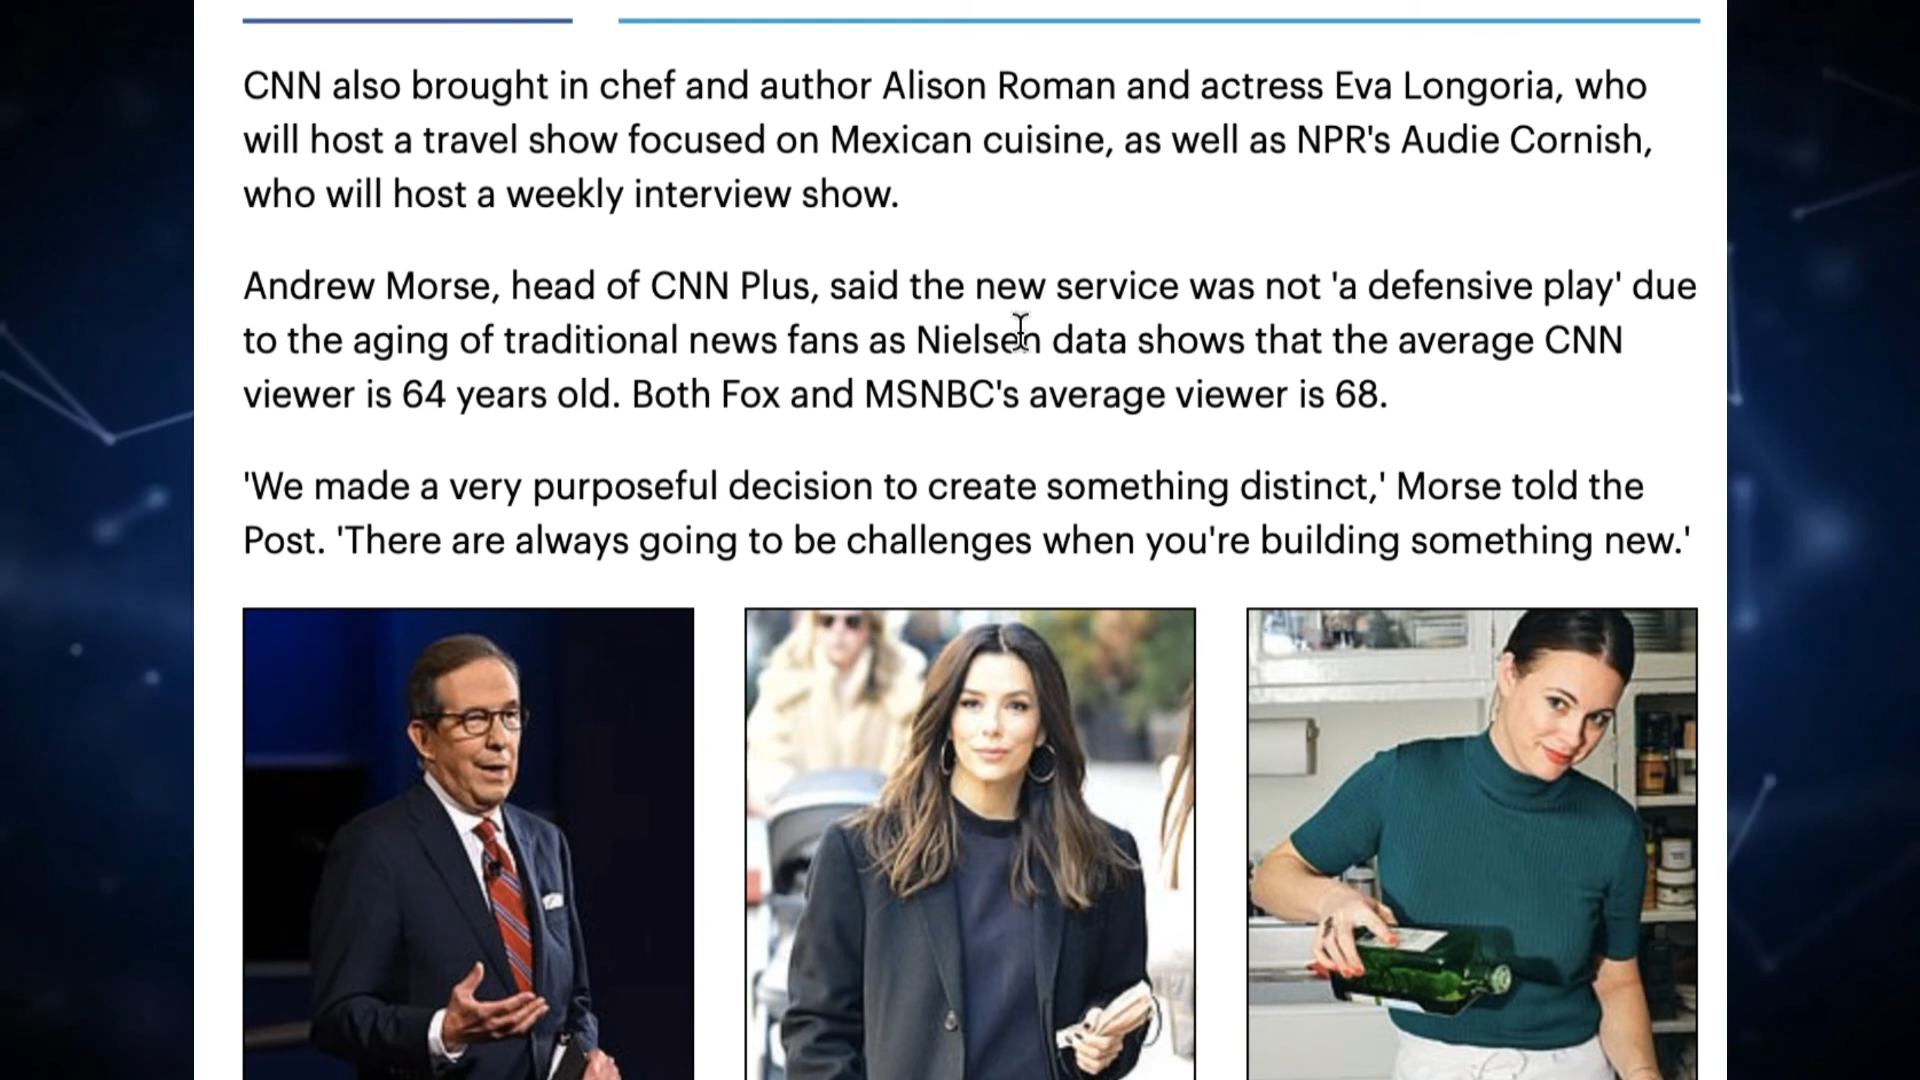 CNN also brought in chef and author Alison Roman and actress Eva Longoria, who
will host a travel show focused on Mexican cuisine, as well as NPR's Audie Cornish,
who will host a weekly interview show.
Andrew Morse, head of CNN Plus, said the new service was not 'a defensive play' due
to the aging of traditional news fans as Nielsen data shows that the average CNN
viewer is 64 years old. Both Fox and MSNBC's average viewer is 68.
'We made a very purposeful decision to create something distinct,' Morse told the
Post. 'There are always going to be challenges when you're building something new.'